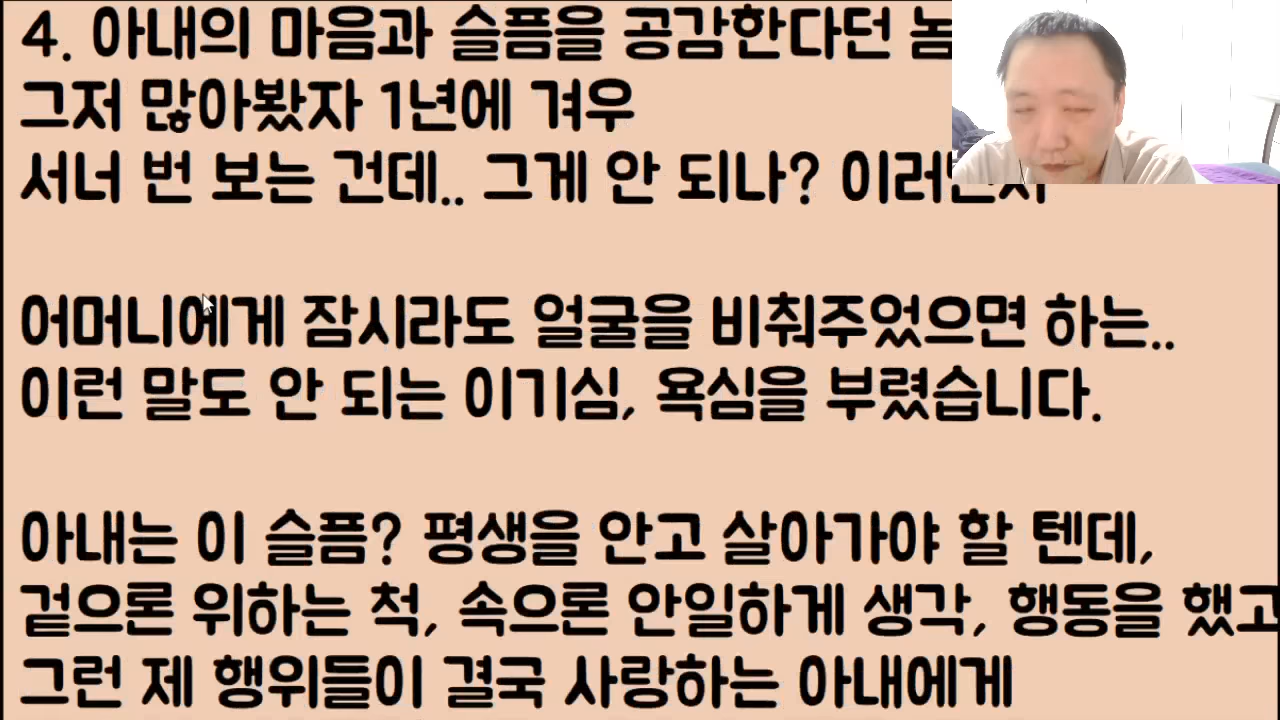 4. 아내의 마음과 슬픔을 공감한다던 놈
그저 많아봤자 1년에 겨우
서너 번 보는 건데.. 그게 안 되나? 이러면서
어머니에게 잠시라도 얼굴을 비춰주었으면 하는..
이런 말도 안 되는 이기심, 욕심을 부렸습니다.
아내는 이 슬픔? 평생을 안고 살아가야 할 텐데,
겉으론 위하는 척, 속으론 안일하게 생각, 행동을 했고
그런 제 행위들이 결국 사랑하는 아내에게